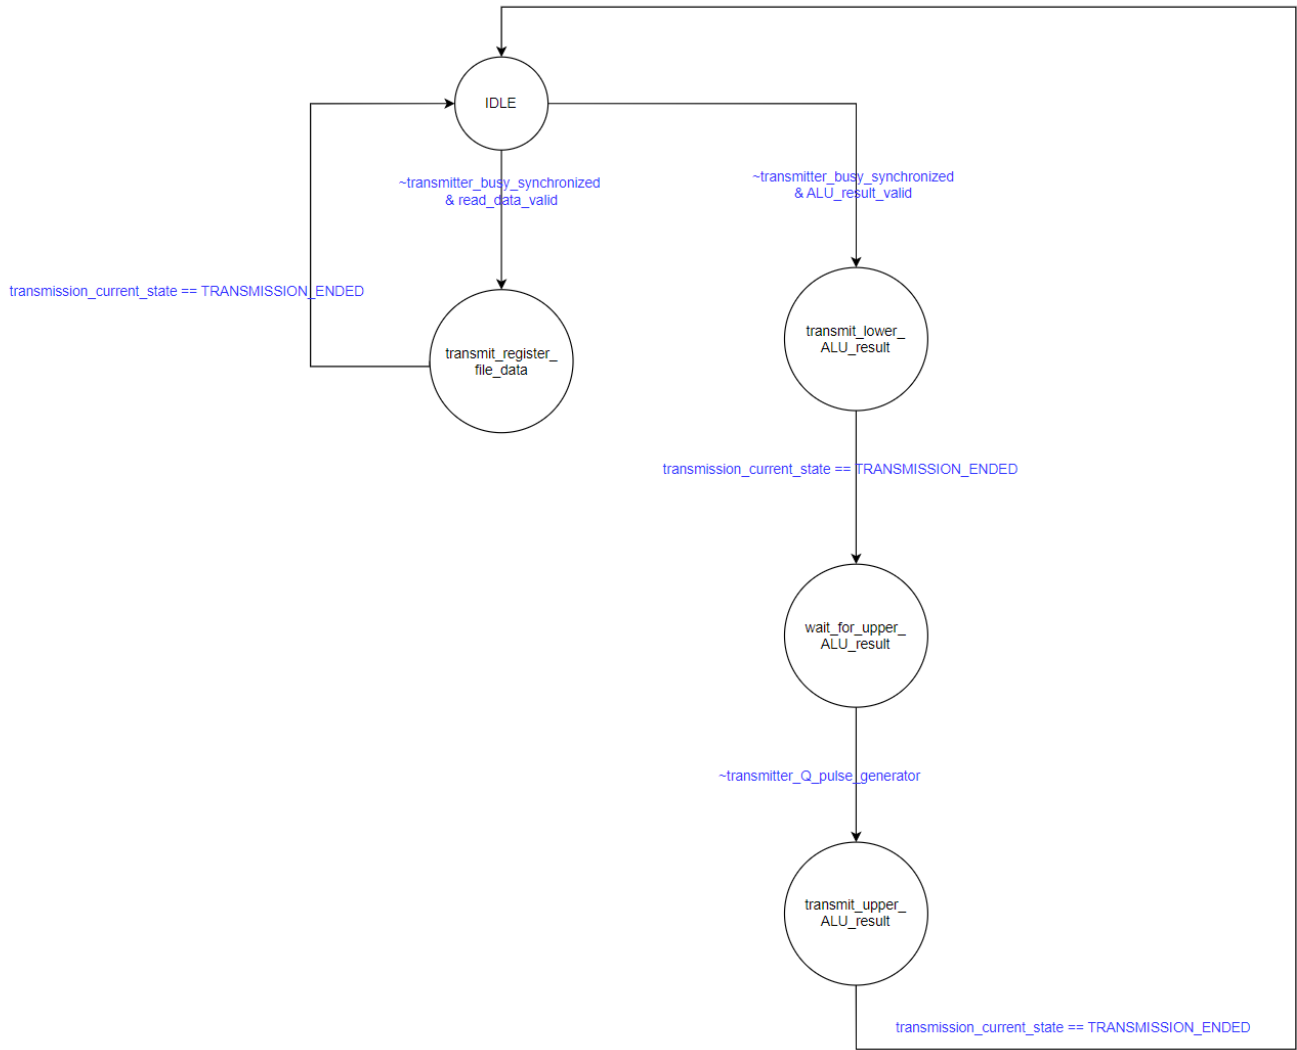 IDLE
~transmitter_busy_synchronized
& read_data_valid
~transmitter_busy_synchronized
& ALU_result_valid
transmission_current_state == TRANSMISSION_ENDED
transmit_register_
file_data
transmit_lower_
ALU_result
transmission_current_state == TRANSMISSION_ENDED
wait_for_upper_
ALU_result
~transmitter_Q_pulse_generator
transmit_upper_
ALU_result
transmission_current_state == TRANSMISSION_ENDED